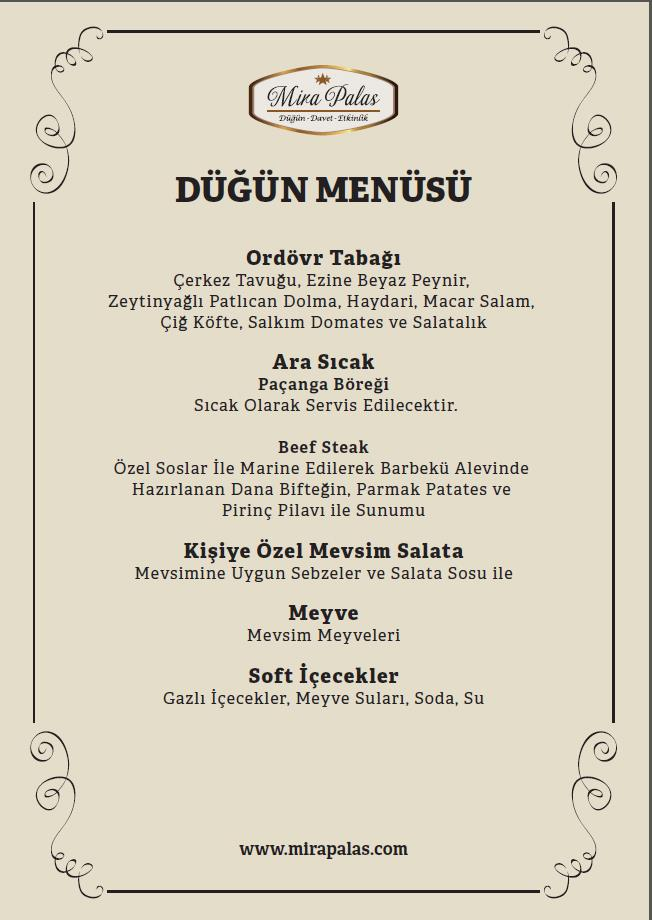 Mira Palas
Düğün - Davet - Etkinlik
DÜĞÜN MENÜSÜ
Ordövr Tabağı
Çerkez Tavuğu, Ezine Beyaz Peynir,
Zeytinyağlı Patlıcan Dolma, Haydari, Macar Salam,
Çiğ Köfte, Salkım Domates ve Salatalık
Ara Sıcak
Paçanga Böreği
Sıcak Olarak Servis Edilecektir.
Beef Steak
Özel Soslar İle Marine Edilerek Barbekü Alevinde
Hazırlanan Dana Bifteğin, Parmak Patates ve
Pirinç Pilavı ile Sunumu
Kişiye Özel Mevsim Salata
Mevsimine Uygun Sebzeler ve Salata Sosu ile
Meyve
Mevsim Meyveleri
Soft İçecekler
Gazlı İçecekler, Meyve Suları, Soda, Su
www.mirapalas.com